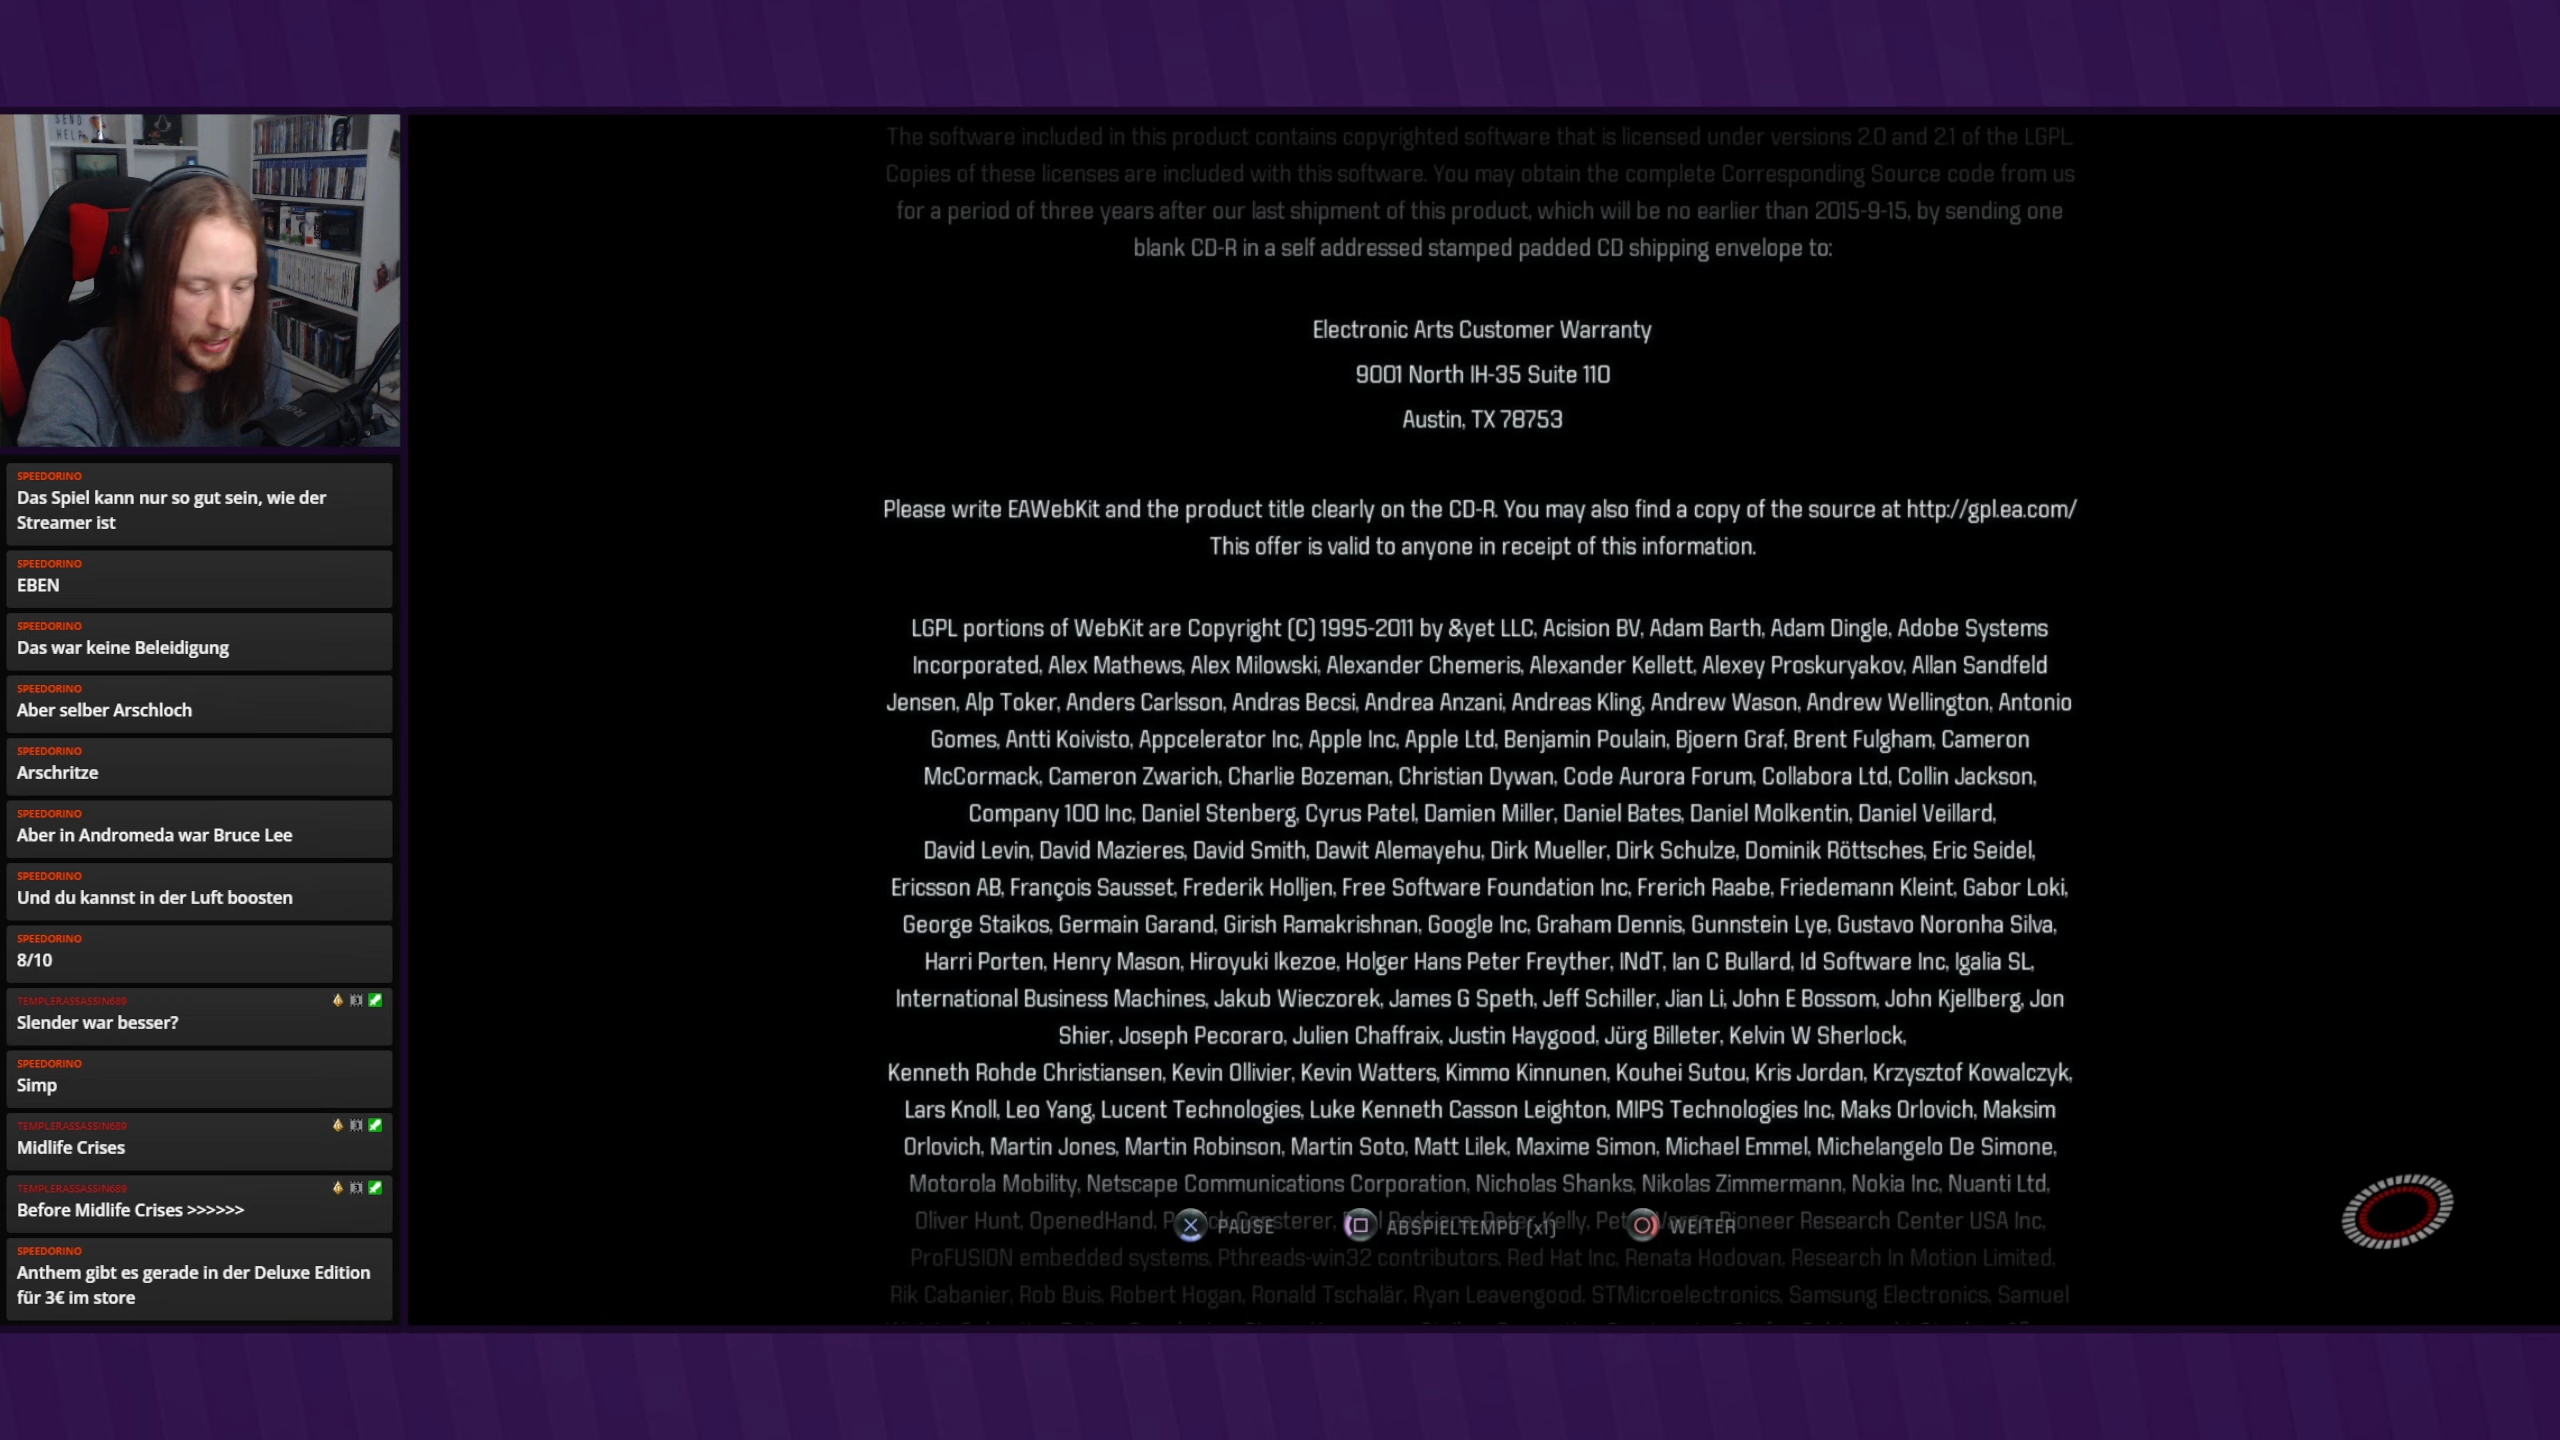 SEND
HELP
SPEEDORINO
Das Spiel kann nur so gut sein, wie der
Streamer ist
SPEEDORINO
EBEN
SPEEDORINO
Das war keine Beleidigung
SPEEDORINO
Aber selber Arschloch
SPEEDORINO
Arschritze
SPEEDORINO
Aber in Andromeda war Bruce Lee
SPEEDORINO
Und du kannst in der Luft boosten
SPEEDORINO
8/10
TEMPLERASSASSIN689
Slender war besser?
SPEEDORINO
Simp
TEMPLERASSASSIN689
Midlife Crises
TEMPLERASSASSIN689
Before Midlife Crises >>>>>>
SPEEDORINO
Anthem gibt es gerade in der Deluxe Edition
für 3€ im store
The software included in this product contains copyrighted software that is licensed under versions 2.0 and 2.1 of the LGPL.
Copies of these licenses are included with this software. You may obtain the complete Corresponding Source code from us
for a period of three years after our last shipment of this product, which will be no earlier than 2015-9-15, by sending one
blank CD-R in a self addressed stamped padded CD shipping envelope to:
Electronic Arts Customer Warranty
9001 North IH-35 Suite 110
Austin, TX 78753
Please write EAWebKit and the product title clearly on the CD-R. You may also find a copy of the source at http://gpl.ea.com/
This offer is valid to anyone in receipt of this information.
LGPL portions of WebKit are Copyright (C) 1995-2011 by &yet LLC, Acision BV, Adam Barth, Adam Dingle, Adobe Systems
Incorporated, Alex Mathews, Alex Milowski, Alexander Chemeris, Alexander Kellett, Alexey Proskuryakov, Allan Sandfeld
Jensen, Alp Toker, Anders Carlsson, Andras Becsi, Andrea Anzani, Andreas Kling, Andrew Wason, Andrew Wellington, Antonio
Gomes, Antti Koivisto, Appcelerator Inc, Apple Inc, Apple Ltd, Benjamin Poulain, Bjoern Graf, Brent Fulgham, Cameron
McCormack, Cameron Zwarich, Charlie Bozeman, Christian Dywan, Code Aurora Forum, Collabora Ltd, Collin Jackson,
Company 100 Inc, Daniel Stenberg, Cyrus Patel, Damien Miller, Daniel Bates, Daniel Molkentin, Daniel Veillard,
David Levin, David Mazieres, David Smith, Dawit Alemayehu, Dirk Mueller, Dirk Schulze, Dominik Röttsches, Eric Seidel,
Ericsson AB, François Sausset, Frederik Holljen, Free Software Foundation Inc, Frerich Raabe, Friedemann Kleint, Gabor Loki,
George Staikos, Germain Garand, Girish Ramakrishnan, Google Inc, Graham Dennis, Gunnstein Lye, Gustavo Noronha Silva,
Harri Porten, Henry Mason, Hiroyuki Ikezoe, Holger Hans Peter Freyther, INdT, Ian C Bullard, Id Software Inc, Igalia SL,
International Business Machines, Jakub Wieczorek, James G Speth, Jeff Schiller, Jian Li, John E Bossom, John Kjellberg, Jon
Shier, Joseph Pecoraro, Julien Chaffraix, Justin Haygood, Jürg Billeter, Kelvin W Sherlock,
Kenneth Rohde Christiansen, Kevin Ollivier, Kevin Watters, Kimmo Kinnunen, Kouhei Sutou, Kris Jordan, Krzysztof Kowalczyk,
Lars Knoll, Leo Yang, Lucent Technologies, Luke Kenneth Casson Leighton, MIPS Technologies Inc, Maks Orlovich, Maksim
Orlovich, Martin Jones, Martin Robinson, Martin Soto, Matt Lilek, Maxime Simon, Michael Emmel, Michelangelo De Simone,
Motorola Mobility, Netscape Communications Corporation, Nicholas Shanks, Nikolas Zimmermann, Nokia Inc, Nuanti Ltd,
Oliver Hunt, OpenedHand, Kelly, Pioneer Research Center USA Inc,
PAUSE ABSPIELTEMPO (x1) WEITER
ProFUSION embedded systems, Pthreads-win32 contributors, Red Hat Inc, Renata Hodovan, Research In Motion Limited,
Rik Cabanier, Rob Buis, Robert Hogan, Ronald Tschalär, Ryan Leavengood, STMicroelectronics, Samsung Electronics, Samuel